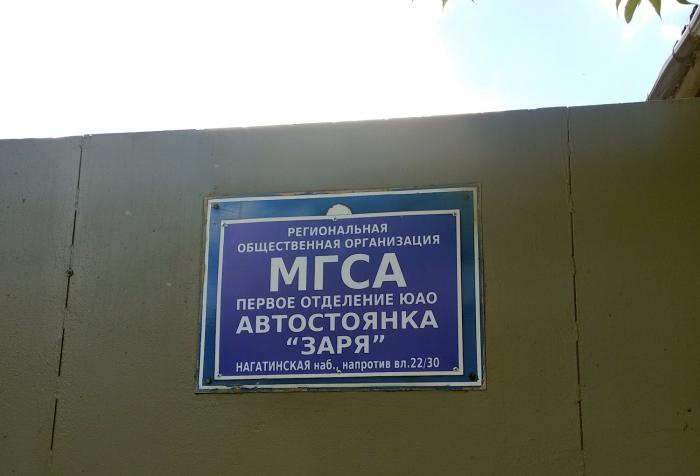 РЕГИОНАЛЬНАЯ
ОБЩЕСТВЕННАЯ ОРГАНИЗАЦИЯ
МГСА
ПЕРВОЕ ОТДЕЛЕНИЕ ЮАО
АВТОСТОЯНКА
“ЗАРЯ”
НАГАТИНСКАЯ наб., напротив вл.22/30